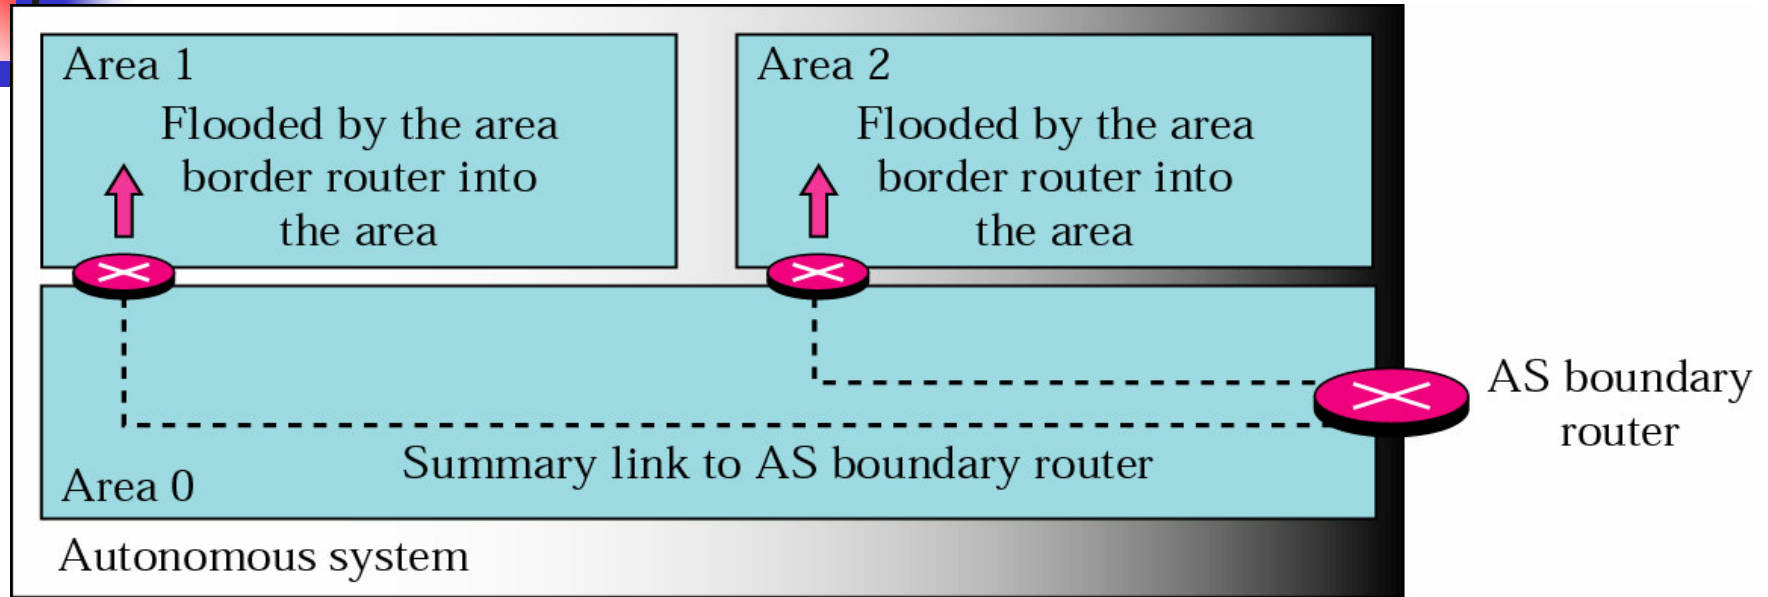 Area 1
Flooded by the area
border router into
the area
Area 2
Flooded by the area
border router into
the area
AS boundary
router
Summary link to AS boundary router
Area 0
Autonomous system